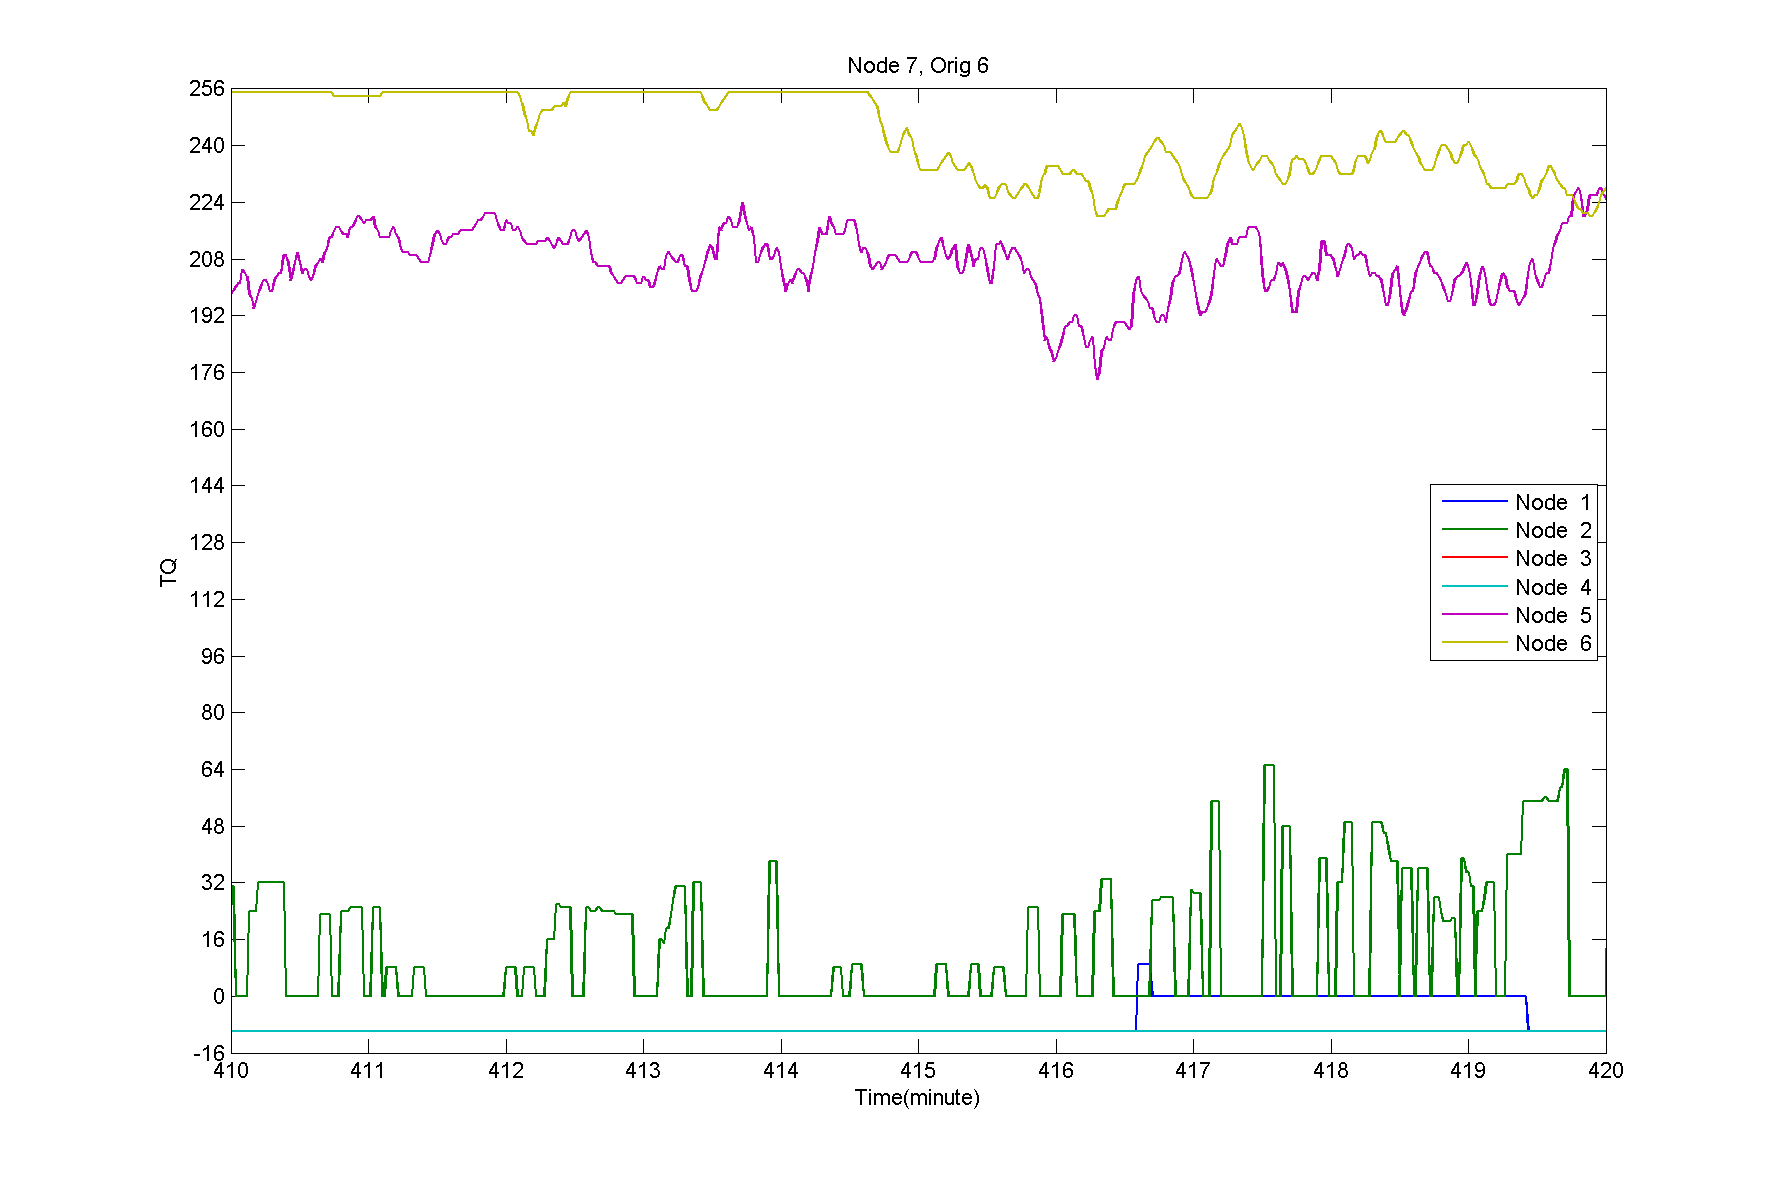 Node 7, Orig 6
256
240
224
208
192
176
160
144
128
112
96
80
64
48
32
16
0
-16
TQ
Node 1
Node 2
Node 3
Node 4
Node 5
Node 6
410 411 412 413 414 415 416 417 418 419 420
Time(minute)